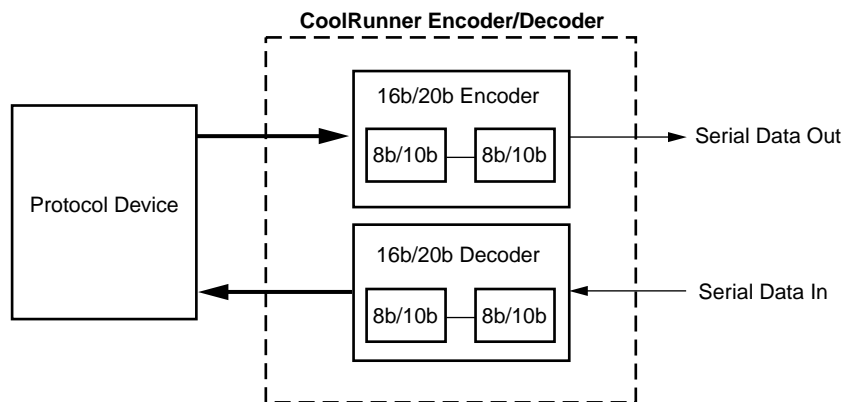 CoolRunner Encoder/Decoder
16b/20b Encoder
8b/10b
8b/10b
Serial Data Out
Protocol Device
16b/20b Decoder
8b/10b
8b/10b
Serial Data In